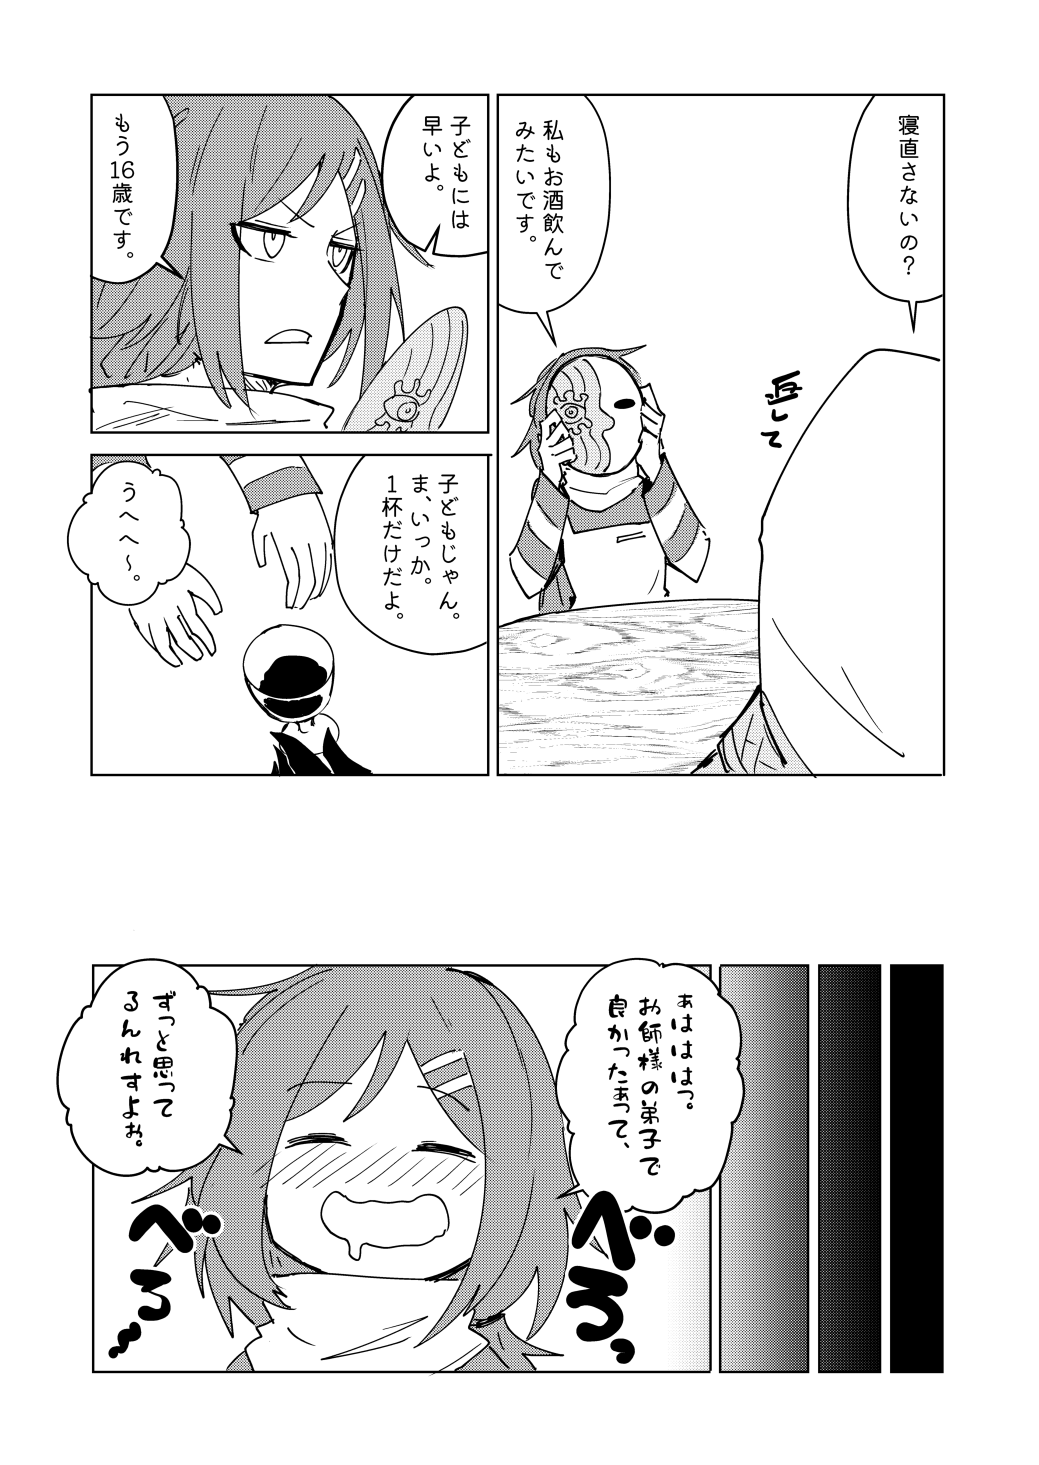 寝直さないの？
私もお酒飲んで
みたいです。
返して
子どもには
早いよ。
もう16歳です。
子どもじゃん。
ま、いっか。
1杯だけだよ。
うへへ〜。
あははは。
お師様の弟子で
良かったあって、
ずっと思って
るんれすよぉ。
べろっ
べろ